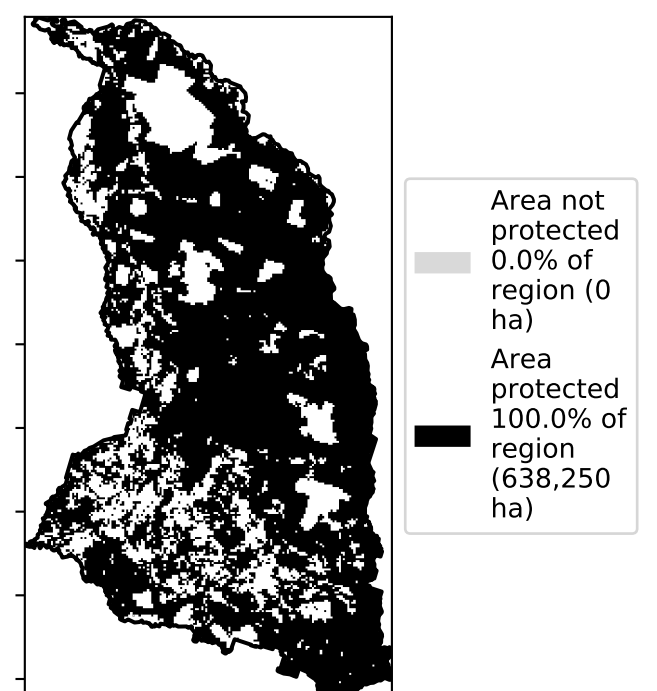 Area not
protected
0.0% of
region (0
ha)
Area
protected
100.0% of
region
(638,250
ha)